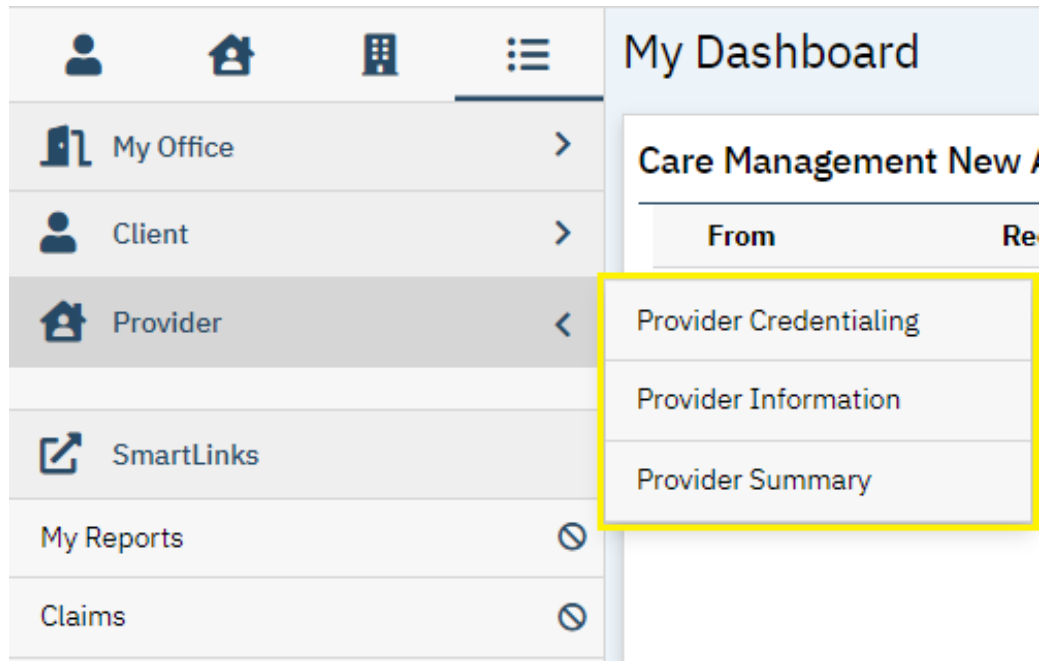 My Dashboard
My Office
Client
Provider
SmartLinks
My Reports
Claims
Care Management New
From
Provider Credentialing
Provider Information
Provider Summary